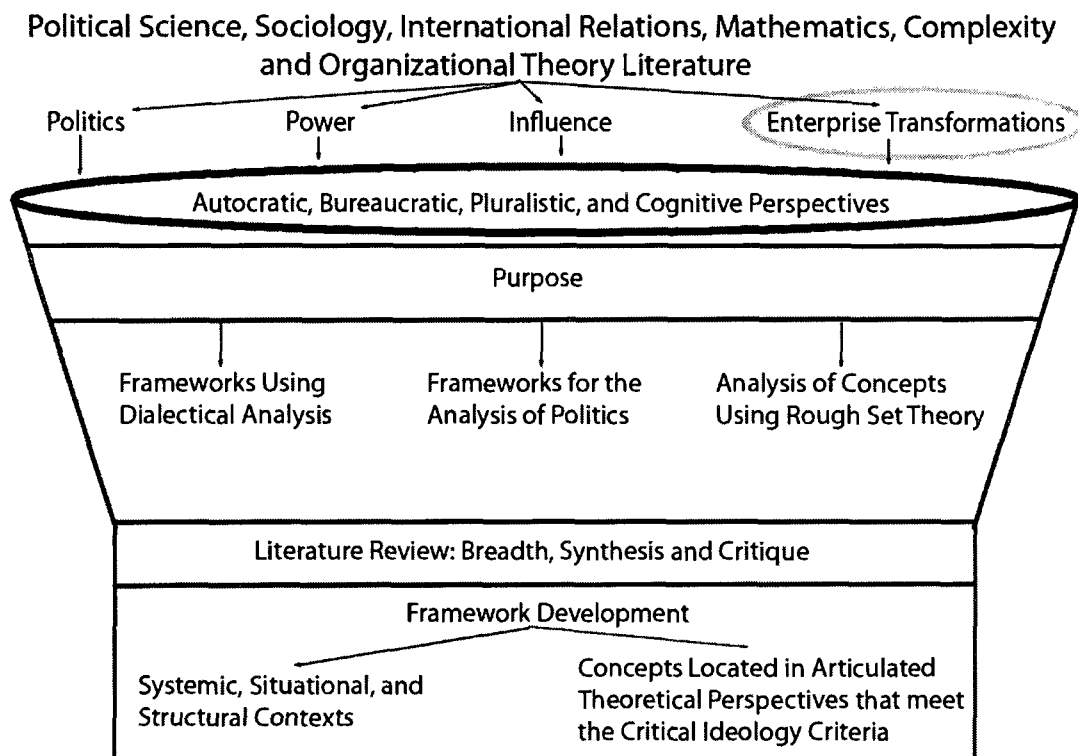 Political Science, Sociology, International Relations, Mathematics, Complexity
and Organizational Theory Literature
Politics
Power
Influence
Enterprise Transformations
Autocratic, Bureaucratic, Pluralistic, and Cognitive Perspectives
Purpose
Frameworks Using
Dialectical Analysis
Frameworks for the
Analysis of Politics
Analysis of Concepts
Using Rough Set Theory
Literature Review: Breadth, Synthesis and Critique
Framework Development
Systemic, Situational, and
Structural Contexts
Concepts Located in Articulated
Theoretical Perspectives that meet
the Critical Ideology Criteria